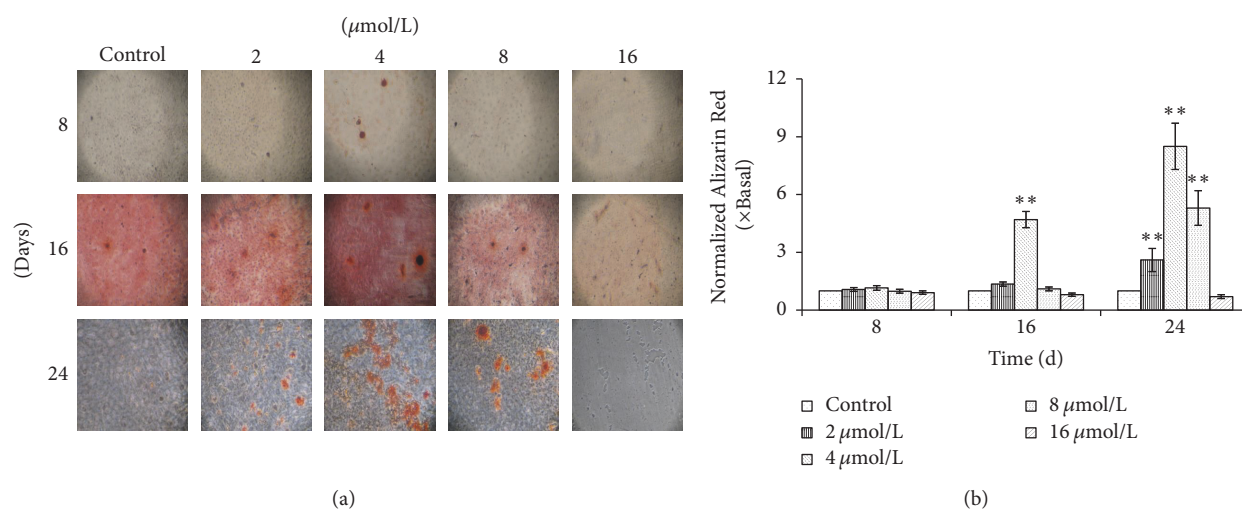 (μmol/L)
Control 2 4 8 16
(Days)
8
16
24
(a)
Normalized Alizarin Red
(×Basal)
12
9
6
3
0
**
**
**
**
8 16 24
Time (d)
Control
2 μmol/L
4 μmol/L
8 μmol/L
16 μmol/L
(b)